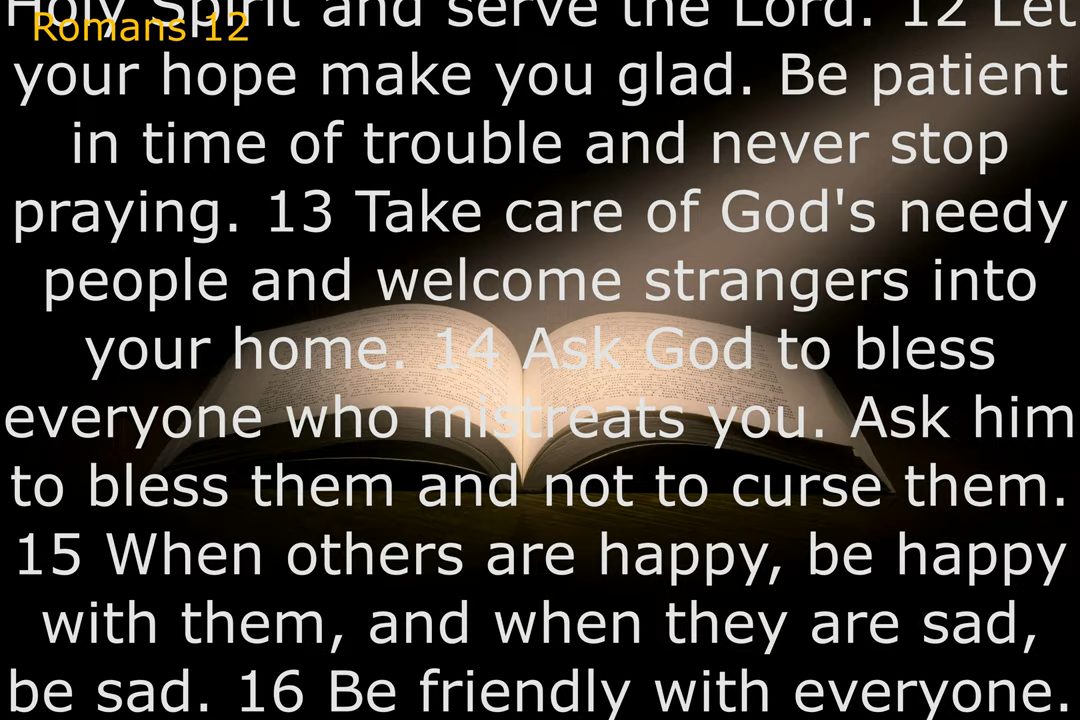 Holy Spirit and serve the Lord. 12 Let
Romans 12
your hope make you glad. Be patient
in time of trouble and never stop
praying. 13 Take care of God's needy
people and welcome strangers into
your home. 14 Ask God to bless
everyone who mistreats you. Ask him
to bless them and not to curse them.
15 When others are happy, be happy
with them, and when they are sad,
be sad. 16 Be friendly with everyone.